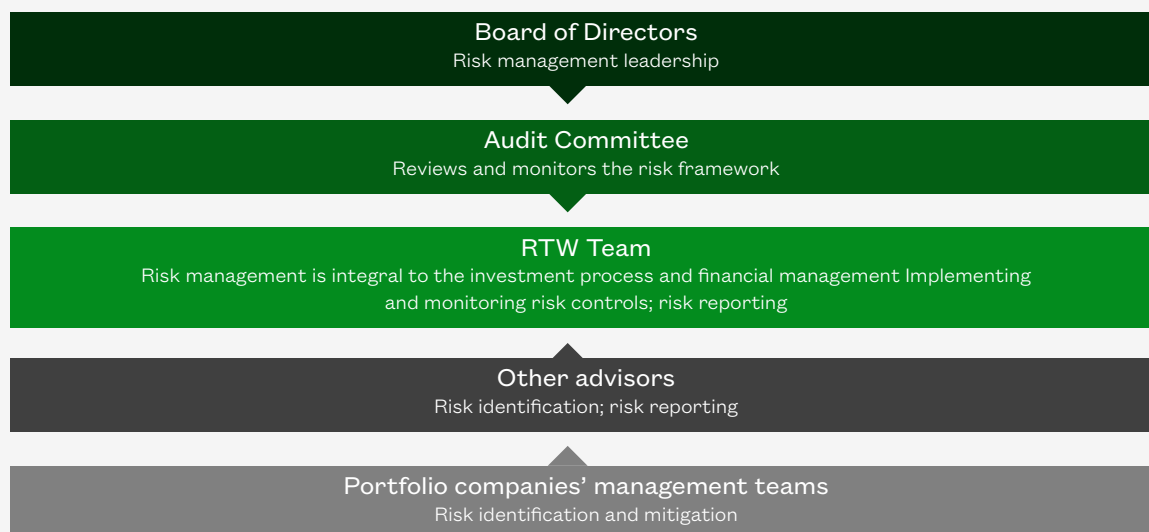 Board of Directors
Risk management leadership
Audit Committee
Reviews and monitors the risk framework
RTW Team
Risk management is integral to the investment process and financial management Implementing
and monitoring risk controls; risk reporting
Other advisors
Risk identification; risk reporting
Portfolio companies’ management teams
Risk identification and mitigation